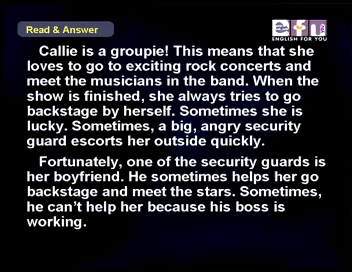 Read & Answer
efu
ENGLISH FOR YOU
Callie is a groupie! This means that she
loves to go to exciting rock concerts and
meet the musicians in the band. When the
show is finished, she always tries to go
backstage by herself. Sometimes she is
lucky. Sometimes, a big, angry security
guard escorts her outside quickly.
Fortunately, one of the security guards is
her boyfriend. He sometimes helps her go
backstage and meet the stars. Sometimes,
he can't help her because his boss is
working.